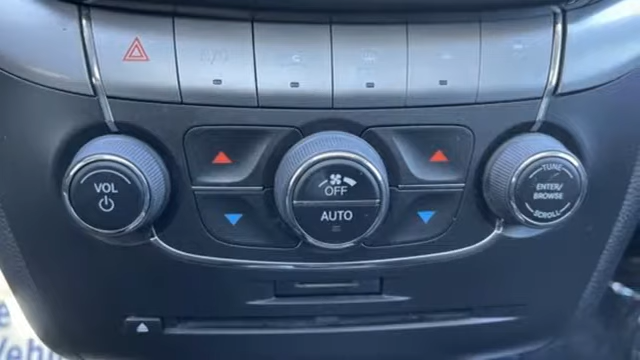 VOL
OFF
AUTO
TUNE
ENTER/
BROWSE
SCROLL